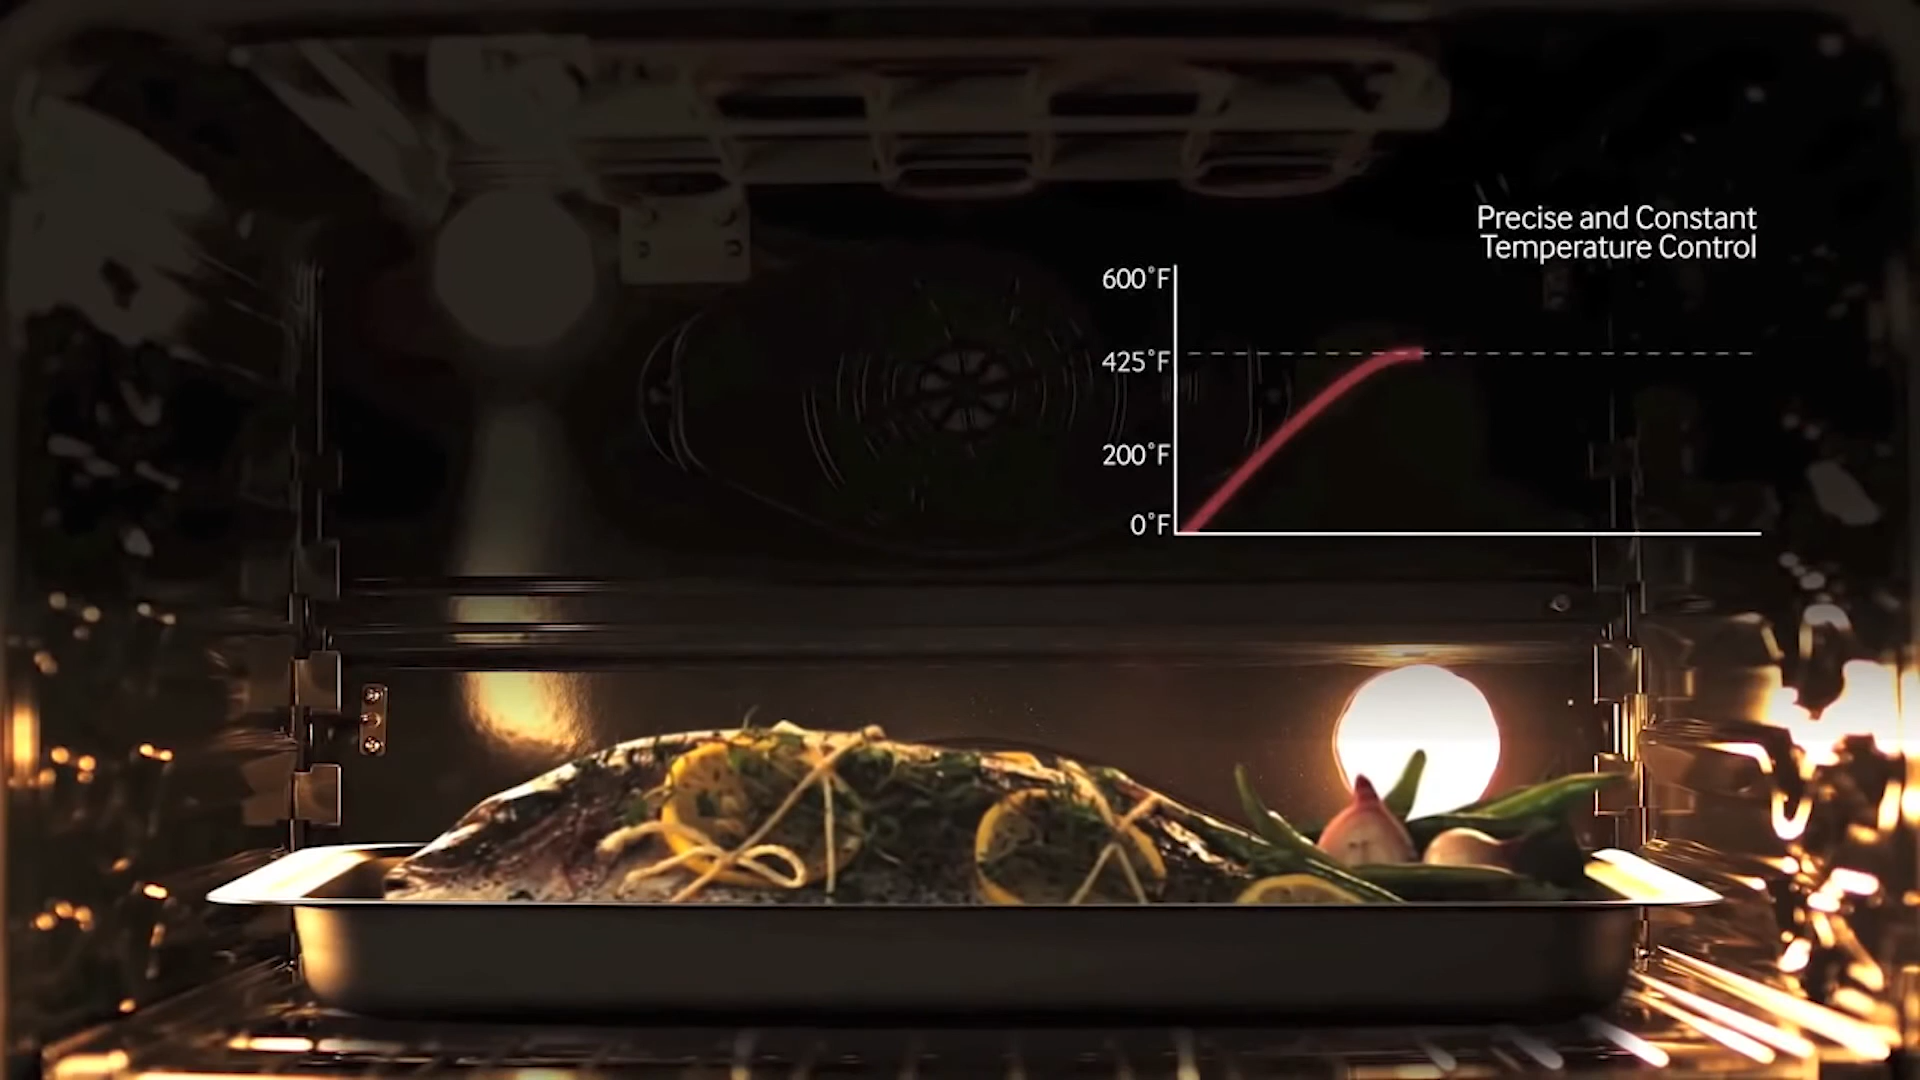 Precise and Constant
Temperature Control
600°F
425°F
200°F
0°F